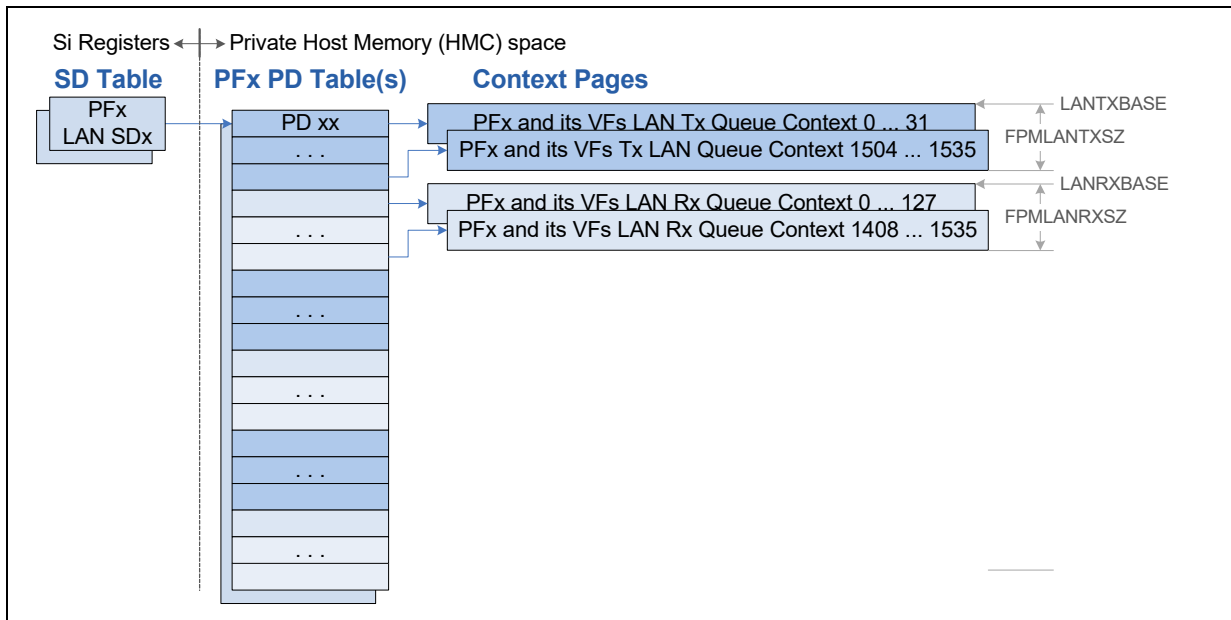 Si Registers
Private Host Memory (HMC) space
SD Table
PFx PD Table(s)
Context Pages
PFx
LAN SDx
PD xx
. . .
. . .
. . .
. . .
. . .
. . .
PFx and its VFs LAN Tx Queue Context 0 ... 31
PFx and its VFs Tx LAN Queue Context 1504 ... 1535
PFx and its VFs LAN Rx Queue Context 0 ... 127
PFx and its VFs LAN Rx Queue Context 1408 ... 1535
LANTXBASE
FPMLANTXSZ
LANRXBASE
FPMLANRXSZ